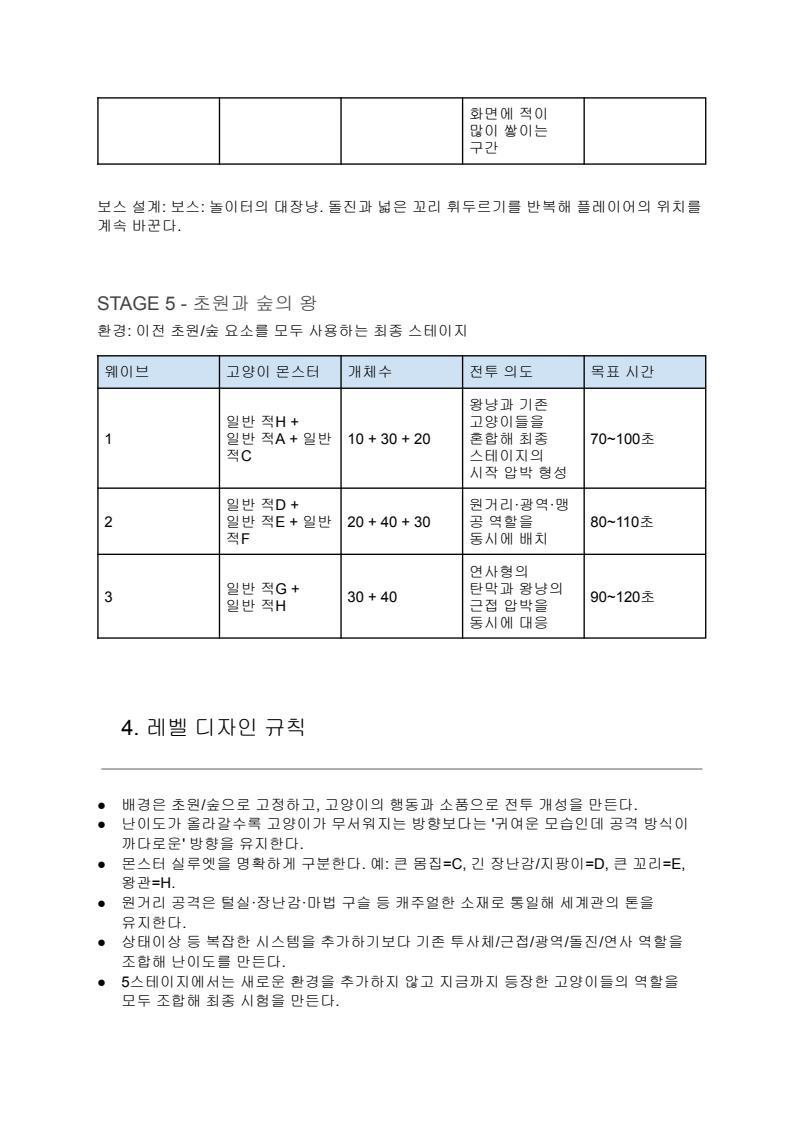 화면에 적이
많이 쌓이는
구간
보스 설계: 보스: 놀이터의 대장냥. 돌진과 넓은 꼬리 휘두르기를 반복해 플레이어의 위치를
계속 바꾼다.
STAGE 5 - 초원과 숲의 왕
환경: 이전 초원/숲 요소를 모두 사용하는 최종 스테이지
웨이브 고양이 몬스터 개체수 전투 의도 목표 시간
1
일반 적H +
일반 적A + 일반
적C
10 + 30 + 20
왕냥과 기존
고양이들을
혼합해 최종
스테이지의
시작 압박 형성
70~100초
2
일반 적D +
일반 적E + 일반
적F
20 + 40 + 30
원거리·광역·맹
공 역할을
동시에 배치
80~110초
3
일반 적G +
일반 적H
30 + 40
연사형의
탄막과 왕냥의
근접 압박을
동시에 대응
90~120초
4. 레벨 디자인 규칙
● 배경은 초원/숲으로 고정하고, 고양이의 행동과 소품으로 전투 개성을 만든다.
● 난이도가 올라갈수록 고양이가 무서워지는 방향보다는 '귀여운 모습인데 공격 방식이
까다로운' 방향을 유지한다.
● 몬스터 실루엣을 명확하게 구분한다. 예: 큰 몸집=C, 긴 장난감/지팡이=D, 큰 꼬리=E,
왕관=H.
● 원거리 공격은 털실·장난감·마법 구슬 등 캐주얼한 소재로 통일해 세계관의 톤을
유지한다.
● 상태이상 등 복잡한 시스템을 추가하기보다 기존 투사체/근접/광역/돌진/연사 역할을
조합해 난이도를 만든다.
● 5스테이지에서는 새로운 환경을 추가하지 않고 지금까지 등장한 고양이들의 역할을
모두 조합해 최종 시험을 만든다.